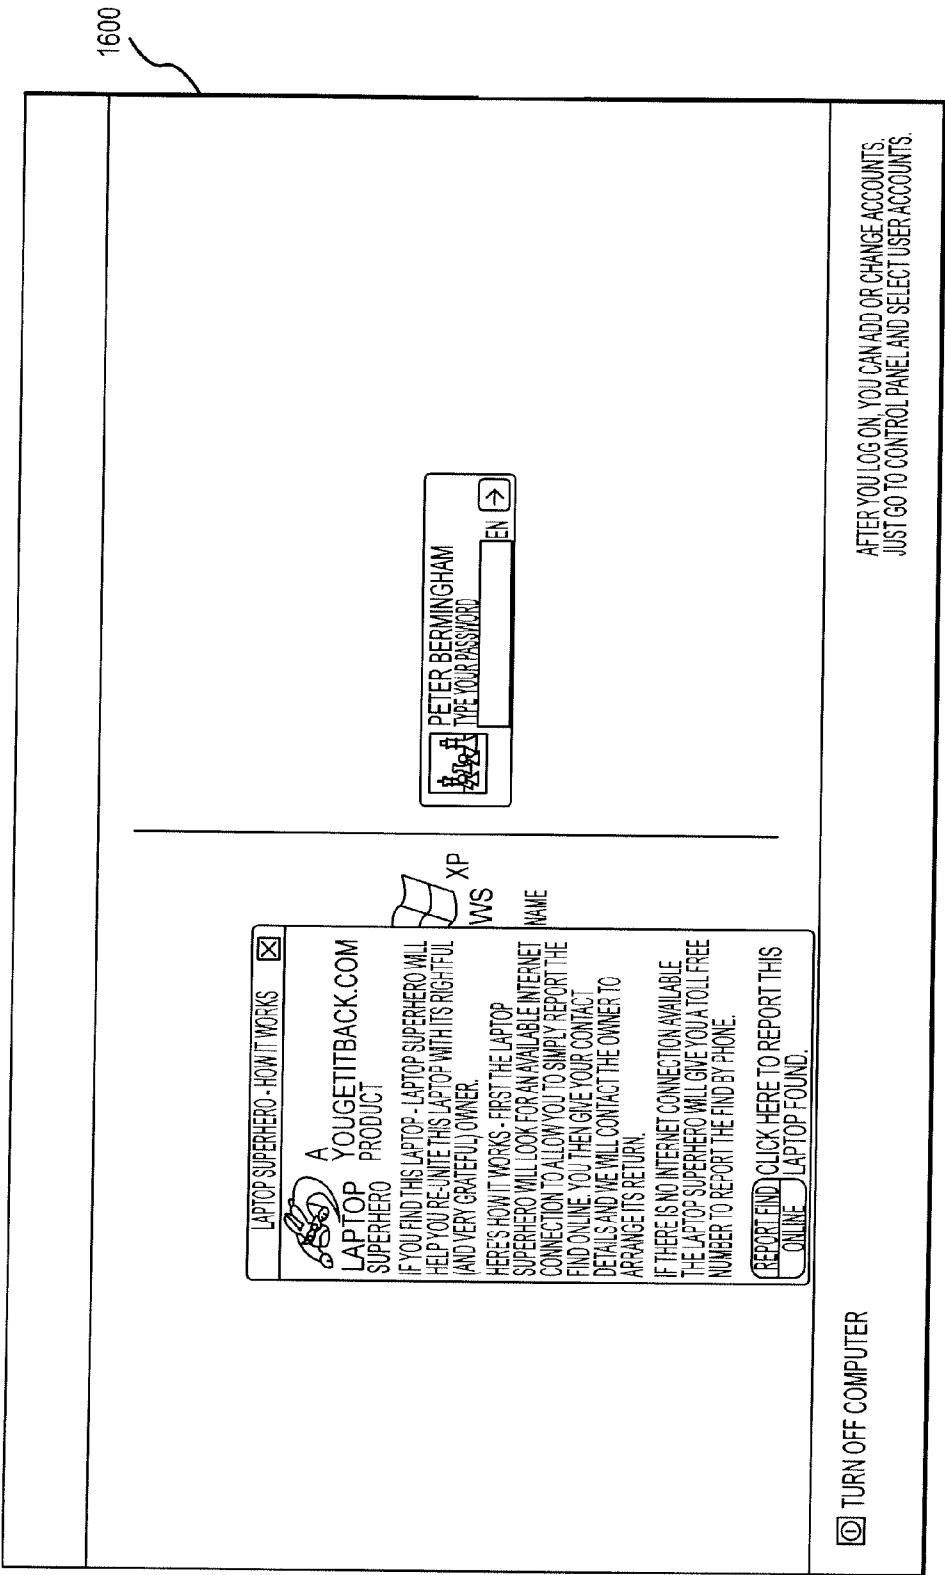 1600
LAPTOP SUPERHERO - HOW IT WORKS
LAPTOP
SUPERHERO
A
YOUGETITBACK.COM
PRODUCT
IF YOU FIND THIS LAPTOP - LAPTOP SUPERHERO WILL
HELP YOU RE-UNITE THIS LAPTOP WITH ITS RIGHTFUL
(AND VERY GRATEFUL) OWNER.
HERE'S HOW IT WORKS - FIRST THE LAPTOP
SUPERHERO WILL LOOK FOR AN AVAILABLE INTERNET
CONNECTION TO ALLOW YOU TO SIMPLY REPORT THE
FIND ONLINE. YOU THEN GIVE YOUR CONTACT
DETAILS AND WE WILL CONTACT THE OWNER TO
ARRANGE ITS RETURN.
IF THERE IS NO INTERNET CONNECTION AVAILABLE
THE LAPTOP SUPERHERO WILL GIVE YOU A TOLL FREE
NUMBER TO REPORT THE FIND BY PHONE.
REPORT FIND
ONLINE
CLICK HERE TO REPORT THIS
LAPTOP FOUND.
XP
WS
NAME
PETER BERMINGHAM
TYPE YOUR PASSWORD
EN
TURN OFF COMPUTER
AFTER YOU LOG ON, YOU CAN ADD OR CHANGE ACCOUNTS.
JUST GO TO CONTROL PANEL AND SELECT USER ACCOUNTS.